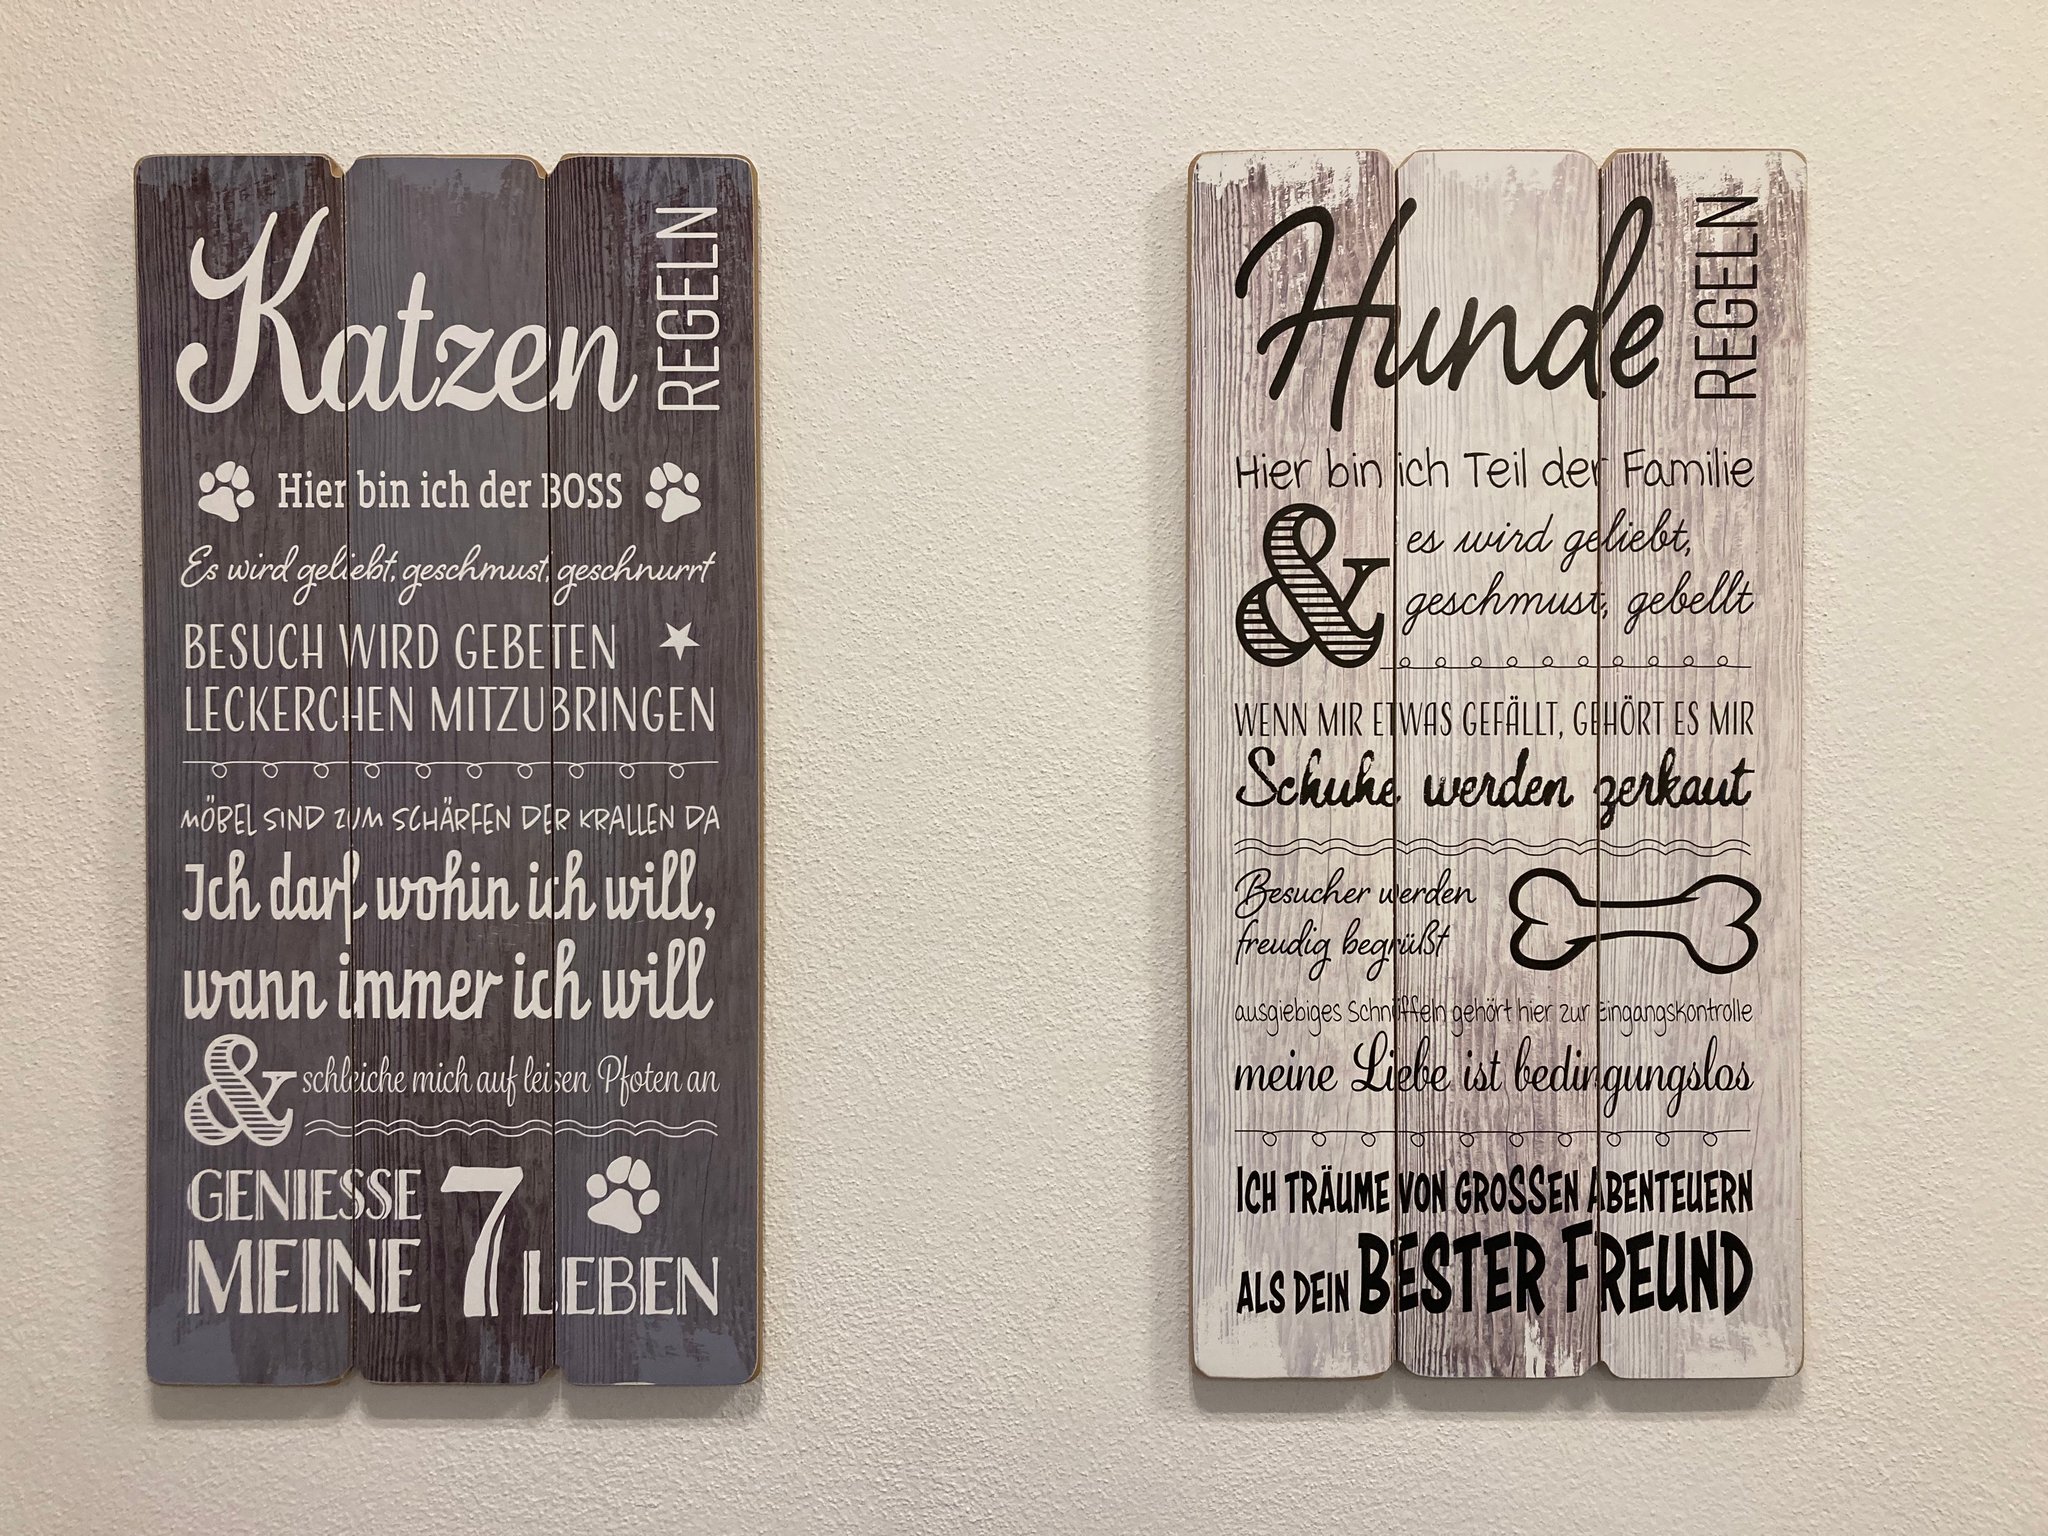 Katzen REGELN
Hier bin ich der BOSS
Es wird geliebt, geschmust, geschnurrt
BESUCH WIRD GEBETEN
LECKERCHEN MITZUBRINGEN
MÖBEL SIND ZUM SCHÄRFEN DER KRALLEN DA
Ich darf wohin ich will,
wann immer ich will
& schleiche mich auf leisen Pfoten an
GENIESSE
MEINE 7 LEBEN
Hunde REGELN
Hier bin ich Teil der Familie
& es wird geliebt,
geschmust, gebellt
WENN MIR ETWAS GEFÄLLT, GEHÖRT ES MIR
Schuhe werden zerkaut
Besucher werden
freudig begrüßt
ausgiebiges Schnüffeln gehört hier zur Eingangskontrolle
meine Liebe ist bedingungslos
ICH TRÄUME VON GROSSEN ABENTEUERN
ALS DEIN BESTER FREUND